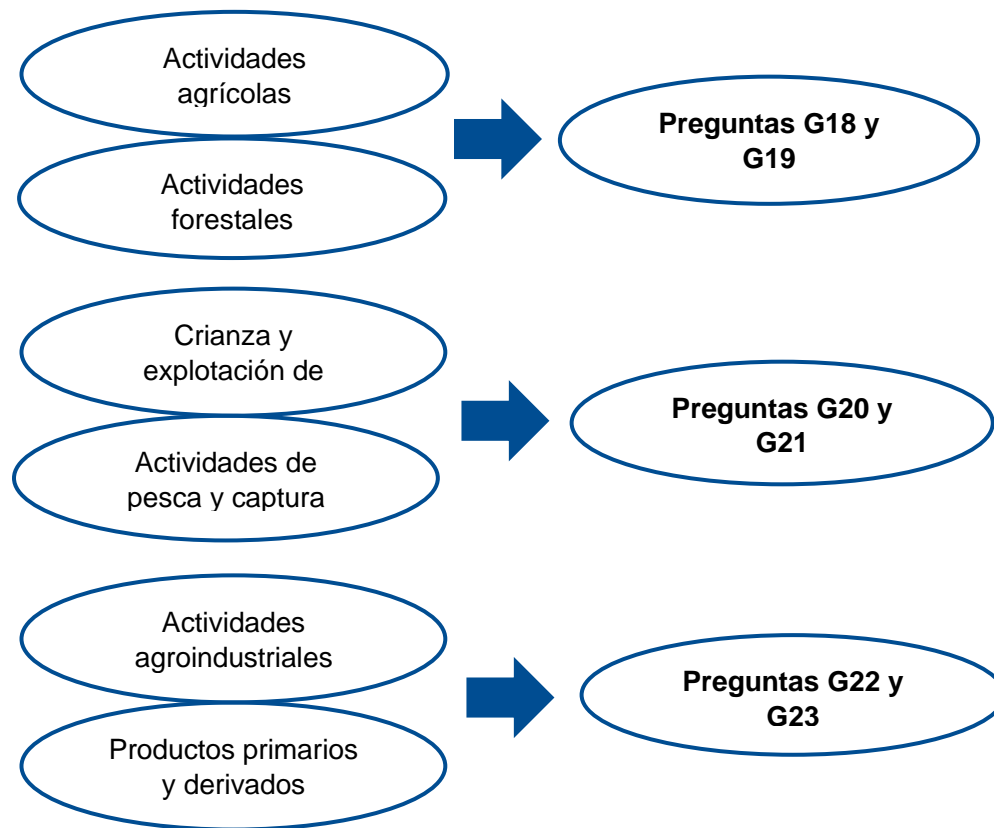 Actividades
agrícolas
Actividades
forestales
Preguntas G18 y
G19
Crianza y
explotación de
Actividades de
pesca y captura
Preguntas G20 y
G21
Actividades
agroindustriales
Productos primarios
y derivados
Preguntas G22 y
G23